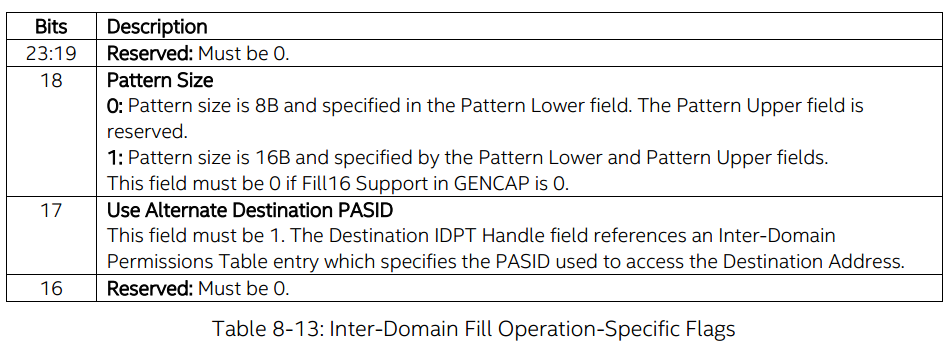 Bits Description
23:19 Reserved: Must be 0.
18 Pattern Size
0: Pattern size is 8B and specified in the Pattern Lower field. The Pattern Upper field is
reserved.
1: Pattern size is 16B and specified by the Pattern Lower and Pattern Upper fields.
This field must be 0 if Fill16 Support in GENCAP is 0.
17 Use Alternate Destination PASID
This field must be 1. The Destination IDPT Handle field references an Inter-Domain
Permissions Table entry which specifies the PASID used to access the Destination Address.
16 Reserved: Must be 0.
Table 8-13: Inter-Domain Fill Operation-Specific Flags